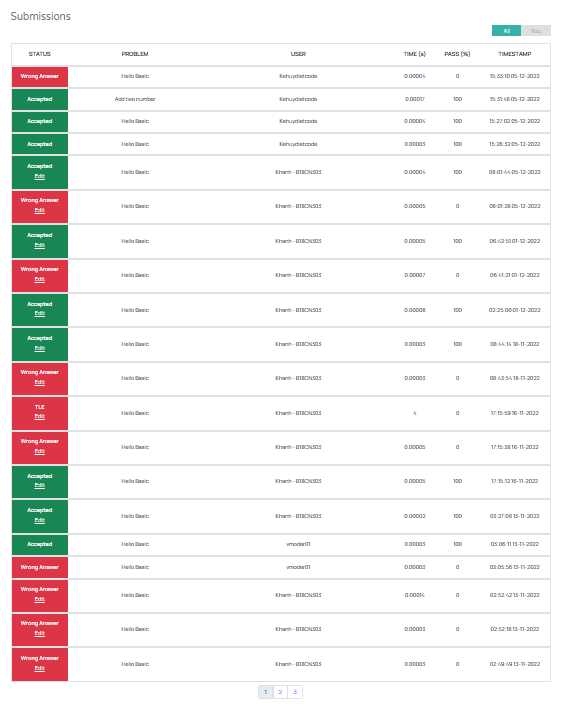 Submissions
All You
STATUS PROBLEM USER TIME (s) PASS (%) TIMESTAMP
Wrong Answer Hello Basic Kehuydietcode 0.00004 0 15:33:10 05-12-2022
Accepted Add two number Kehuydietcode 0.00017 100 15:31:48 05-12-2022
Accepted Hello Basic Kehuydietcode 0.00004 100 15:27:02 05-12-2022
Accepted Hello Basic Kehuydietcode 0.00003 100 15:26:32 05-12-2022
Accepted Hello Basic Khanh - B18CN303 0.00004 100 08:01:44 05-12-2022
Edit
Wrong Answer Hello Basic Khanh - B18CN303 0.00005 0 08:01:28 05-12-2022
Edit
Accepted Hello Basic Khanh - B18CN303 0.00005 100 06:42:51 01-12-2022
Edit
Wrong Answer Hello Basic Khanh - B18CN303 0.00007 0 06:41:21 01-12-2022
Edit
Accepted Hello Basic Khanh - B18CN303 0.00008 100 02:25:00 01-12-2022
Edit
Accepted Hello Basic Khanh - B18CN303 0.00003 100 08:44:14 18-11-2022
Edit
Wrong Answer Hello Basic Khanh - B18CN303 0.00003 0 08:43:54 18-11-2022
Edit
TLE Hello Basic Khanh - B18CN303 4 0 17:15:59 16-11-2022
Edit
Wrong Answer Hello Basic Khanh - B18CN303 0.00005 0 17:15:38 16-11-2022
Edit
Accepted Hello Basic Khanh - B18CN303 0.00005 100 17:15:12 16-11-2022
Edit
Accepted Hello Basic Khanh - B18CN303 0.00002 100 03:27:08 13-11-2022
Edit
Accepted Hello Basic vmoder01 0.00003 100 03:06:11 13-11-2022
Wrong Answer Hello Basic vmoder01 0.00003 0 03:05:56 13-11-2022
Wrong Answer Hello Basic Khanh - B18CN303 0.00014 0 02:52:42 13-11-2022
Edit
Wrong Answer Hello Basic Khanh - B18CN303 0.00003 0 02:52:18 13-11-2022
Edit
Wrong Answer Hello Basic Khanh - B18CN303 0.00003 0 02:49:49 13-11-2022
Edit
1 2 3